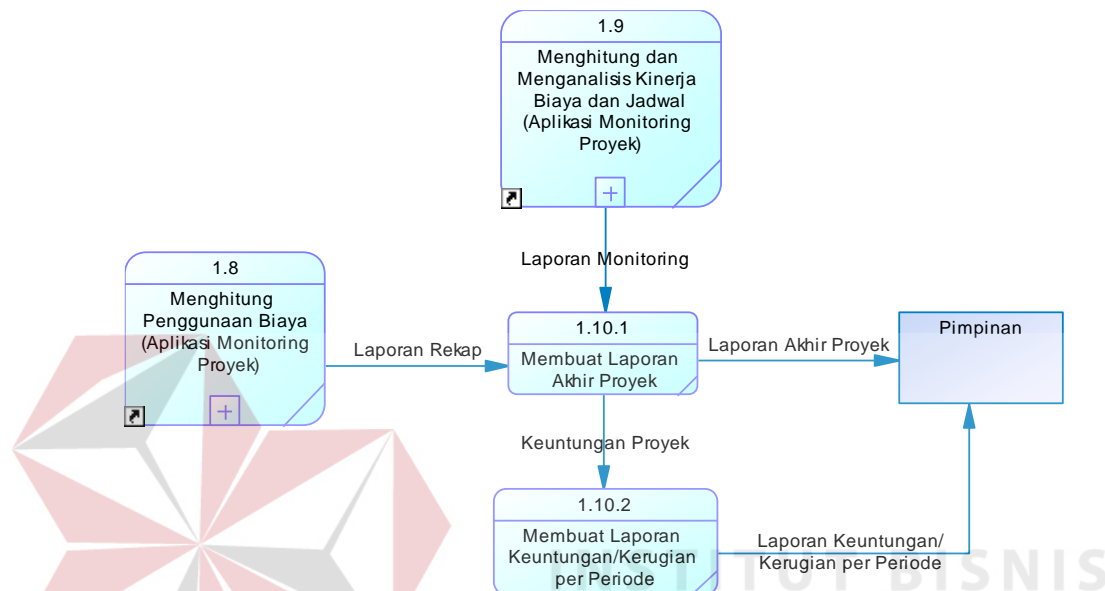 1.9
Menghitung dan
Menganalisis Kinerja
Biaya dan Jadwal
(Aplikasi Monitoring
Proyek)
Laporan Monitoring
1.8
Menghitung
Penggunaan Biaya
(Aplikasi Monitoring
Proyek)
Laporan Rekap
1.10.1
Membuat Laporan
Akhir Proyek
Laporan Akhir Proyek
Pimpinan
Keuntungan Proyek
1.10.2
Membuat Laporan
Keuntungan/Kerugian
per Periode
Laporan Keuntungan/
Kerugian per Periode
INSTITUT BISNIS